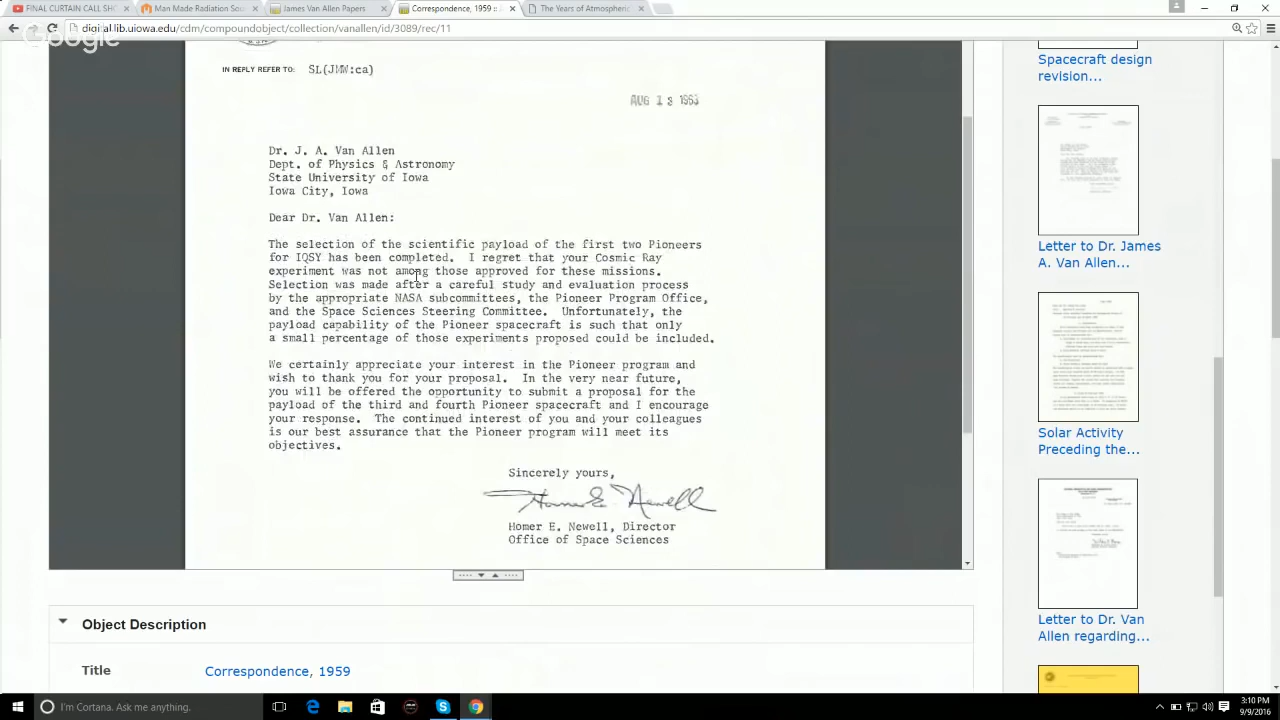 FINAL CURTAIN CALL SH
Man Made Radiation Sou
James Van Allen Papers
Correspondence, 1959 ::
The Years of Atmospheric
digital.lib.uiowa.edu/cdm/compoundobject/collection/vanallen/id/3089/rec/11
Google
IN REPLY REFER TO: SL(JMW:ca)
AUG 13 1963
Dr. J. A. Van Allen
Dept. of Physics & Astronomy
State University of Iowa
Iowa City, Iowa
Dear Dr. Van Allen:
The selection of the scientific payload of the first two Pioneers
for IQSY has been completed. I regret that your Cosmic Ray
experiment was not among those approved for these missions.
Selection was made after a careful study and evaluation process
by the appropriate NASA subcommittees, the Pioneer Program Office,
and the Space Sciences Steering Committee. Unfortunately, the
payload capacity of the Pioneer spacecraft is such that only
a small percentage of those experiments proposed could be included.
We certainly appreciate your interest in the Pioneer program and
wish to thank you for your proposal. In the very near future,
you will be afforded the opportunity to submit a proposal for the
payload of the third and fourth Pioneer spacecraft and I encourage
your response. The continued interest of you and your colleagues
is our best assurance that the Pioneer program will meet its
objectives.
Sincerely yours,
Homer E. Newell
Homer E. Newell, Director
Office of Space Sciences
Object Description
Title
Correspondence, 1959
Spacecraft design
revision...
Letter to Dr. James
A. Van Allen...
Solar Activity
Preceding the...
Letter to Dr. Van
Allen regarding...
I'm Cortana. Ask me anything.
3:10 PM
9/9/2016